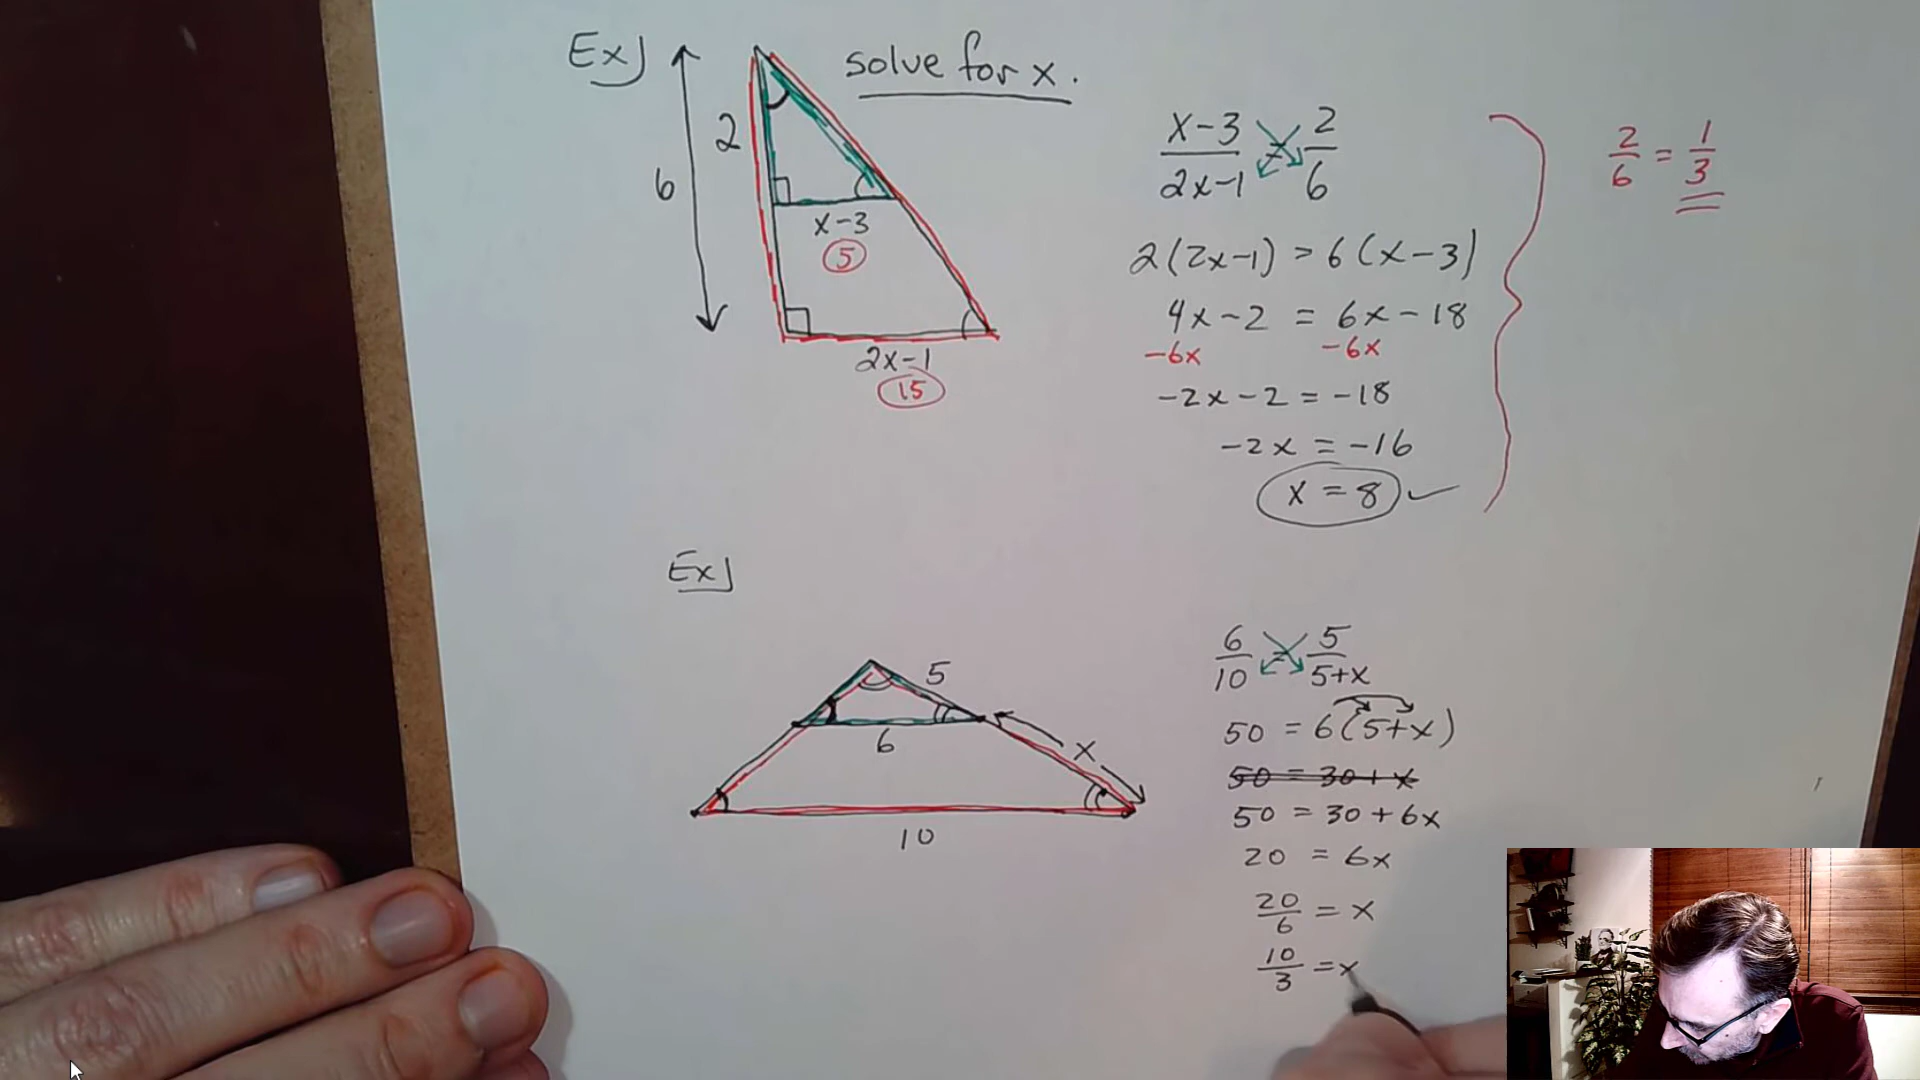 Ex) solve for x.
2
6
x-3
5
2x-1
15
x-3/2x-1 = 2/6
2(2x-1) = 6(x-3)
4x-2 = 6x-18
-6x -6x
-2x-2 = -18
-2x = -16
x = 8 ✓
2/6 = 1/3
Ex)
5
6
x
10
6/10 = 5/5+x
50 = 6(5+x)
50 = 30 + x
50 = 30 + 6x
20 = 6x
20/6 = x
10/3 = x